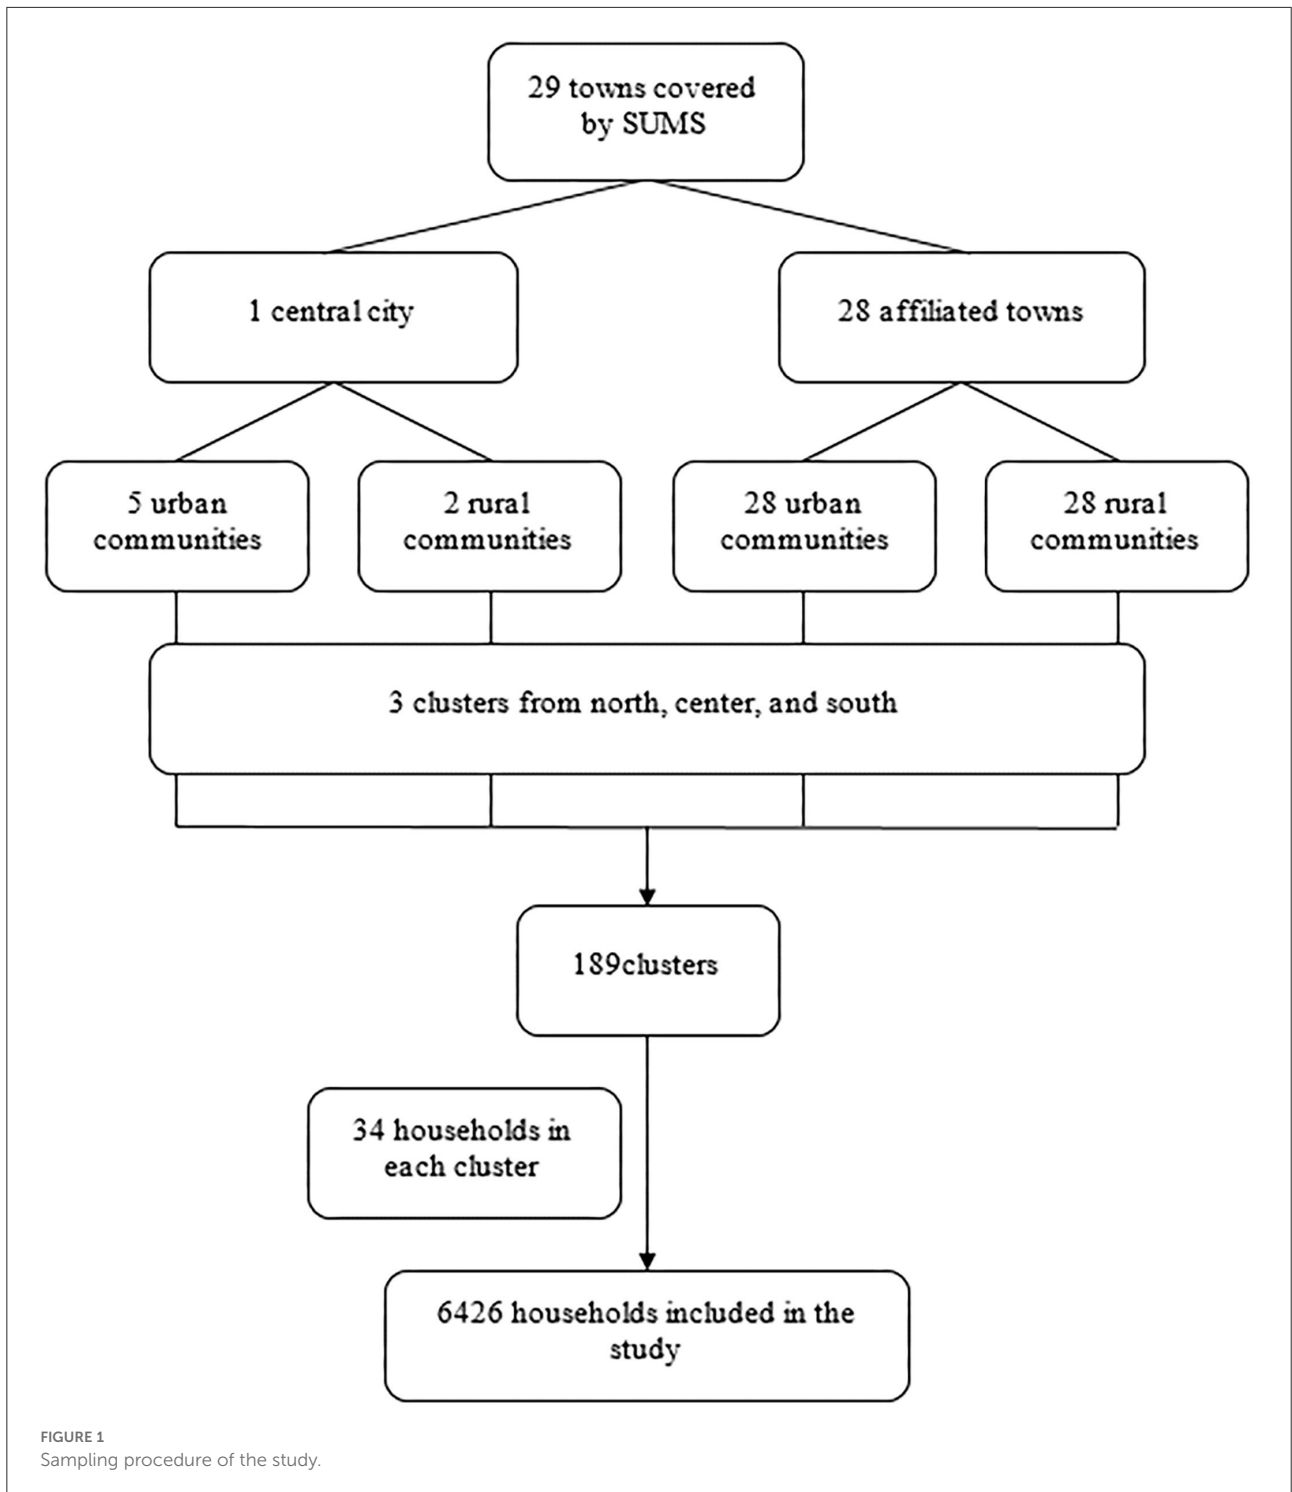 29 towns covered
by SUMS
1 central city
28 affiliated towns
5 urban
communities
2 rural
communities
28 urban
communities
28 rural
communities
3 clusters from north, center, and south
189clusters
34 households in
each cluster
6426 households included in the
study
FIGURE 1
Sampling procedure of the study.